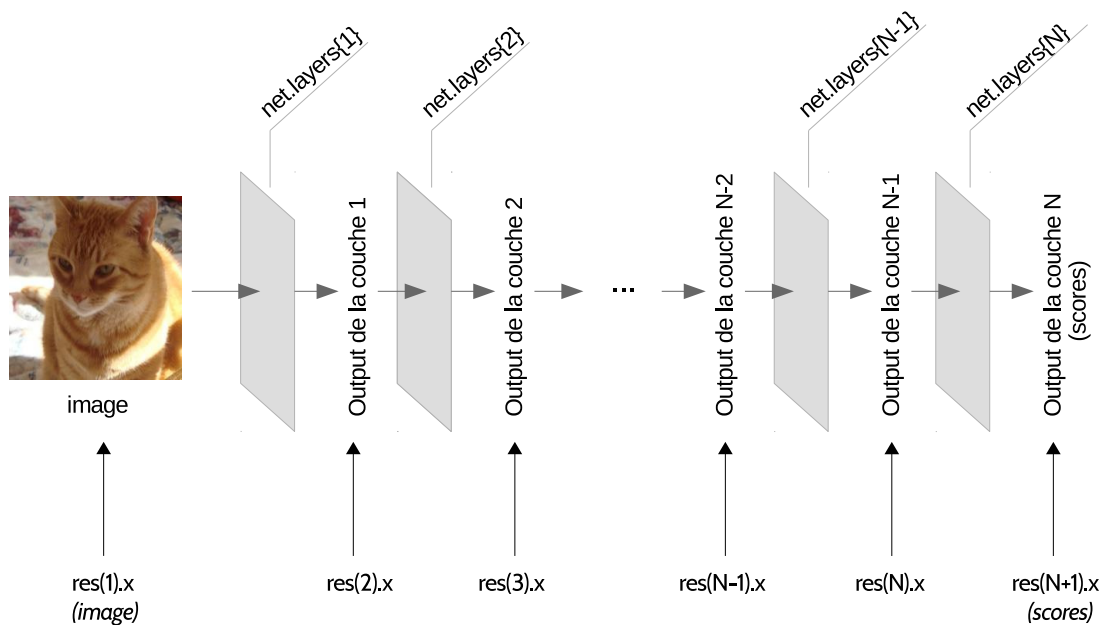 net.layers{1}
net.layers{2}
net.layers{N-1}
net.layers{N}
image
Output de la couche 1
Output de la couche 2
...
Output de la couche N-2
Output de la couche N-1
Output de la couche N
(scores)
res(1).x
(image)
res(2).x
res(3).x
res(N-1).x
res(N).x
res(N+1).x
(scores)